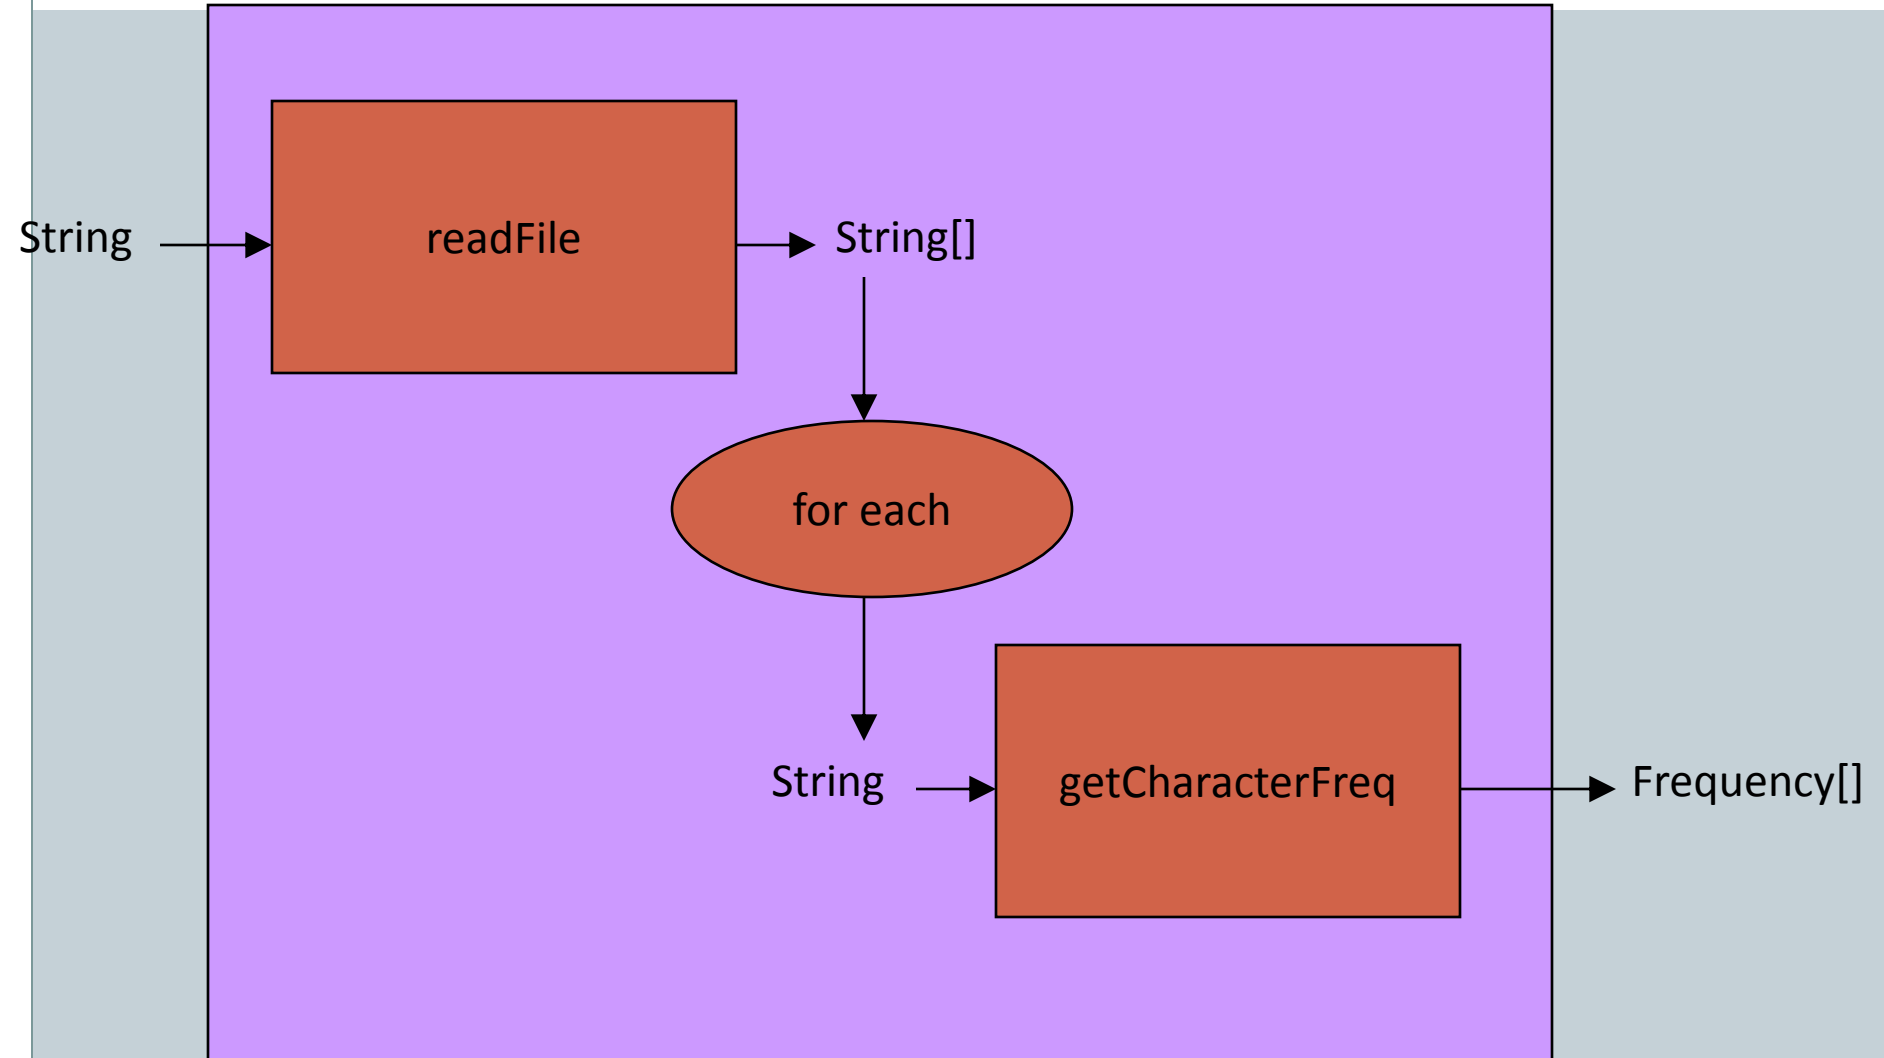 String
readFile
String[]
for each
String
getCharacterFreq
Frequency[]